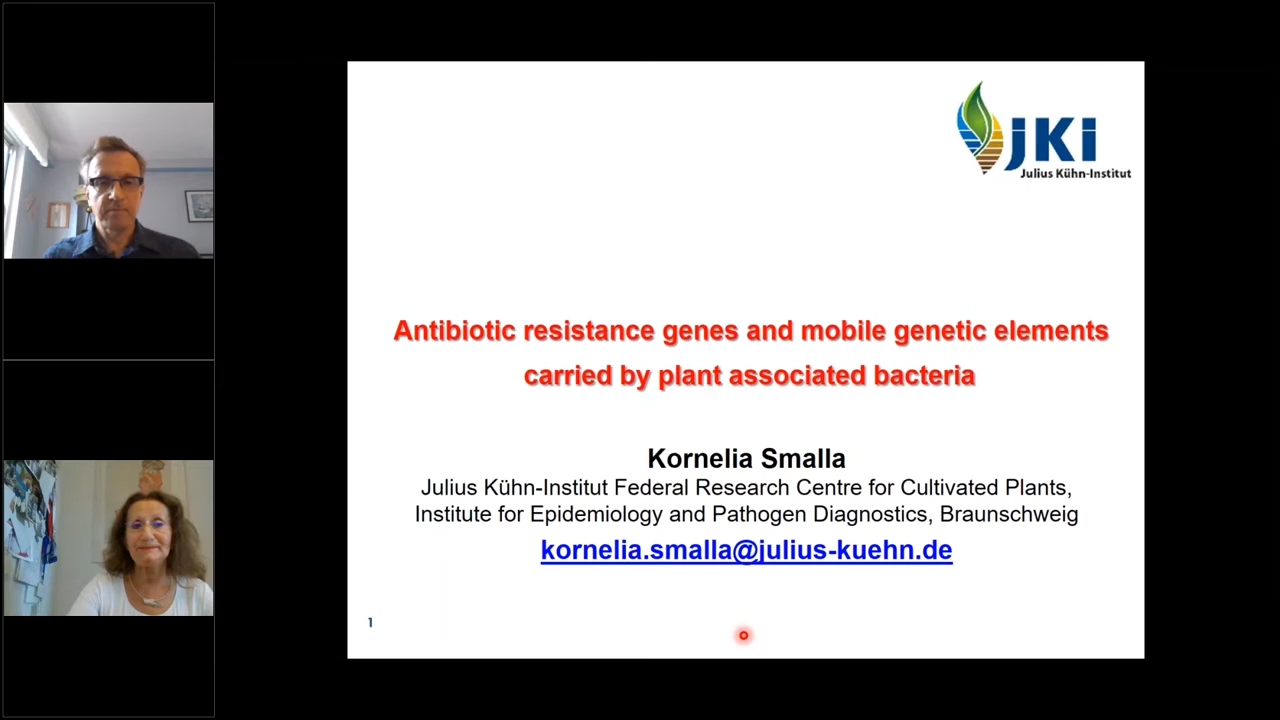 jKi
Julius Kühn-Institut
Antibiotic resistance genes and mobile genetic elements
carried by plant associated bacteria
Kornelia Smalla
Julius Kühn-Institut Federal Research Centre for Cultivated Plants,
Institute for Epidemiology and Pathogen Diagnostics, Braunschweig
kornelia.smalla@julius-kuehn.de
1